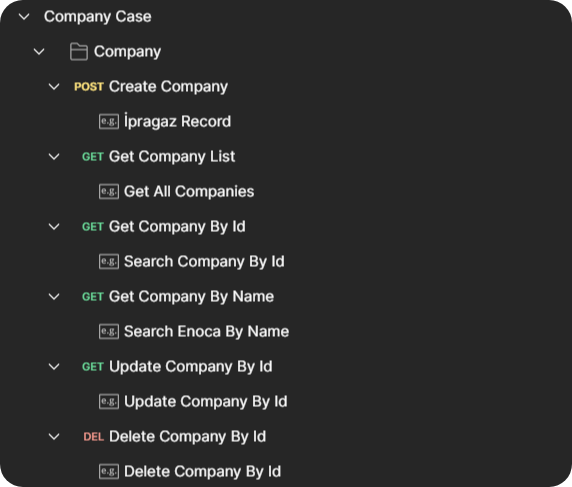 Company Case
Company
POST Create Company
e.g. İpragaz Record
GET Get Company List
e.g. Get All Companies
GET Get Company By Id
e.g. Search Company By Id
GET Get Company By Name
e.g. Search Enoca By Name
GET Update Company By Id
e.g. Update Company By Id
DEL Delete Company By Id
e.g. Delete Company By Id